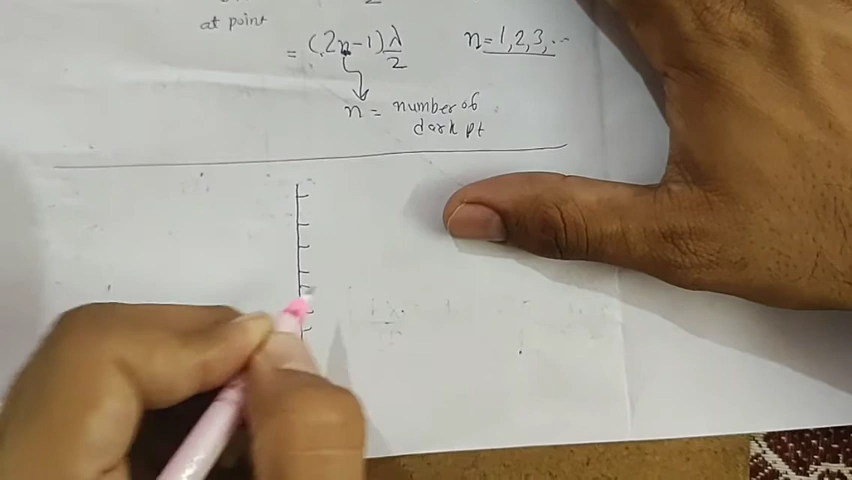 at point
= (2n-1) λ/2 n = 1, 2, 3, ...
n = number of
dark pt